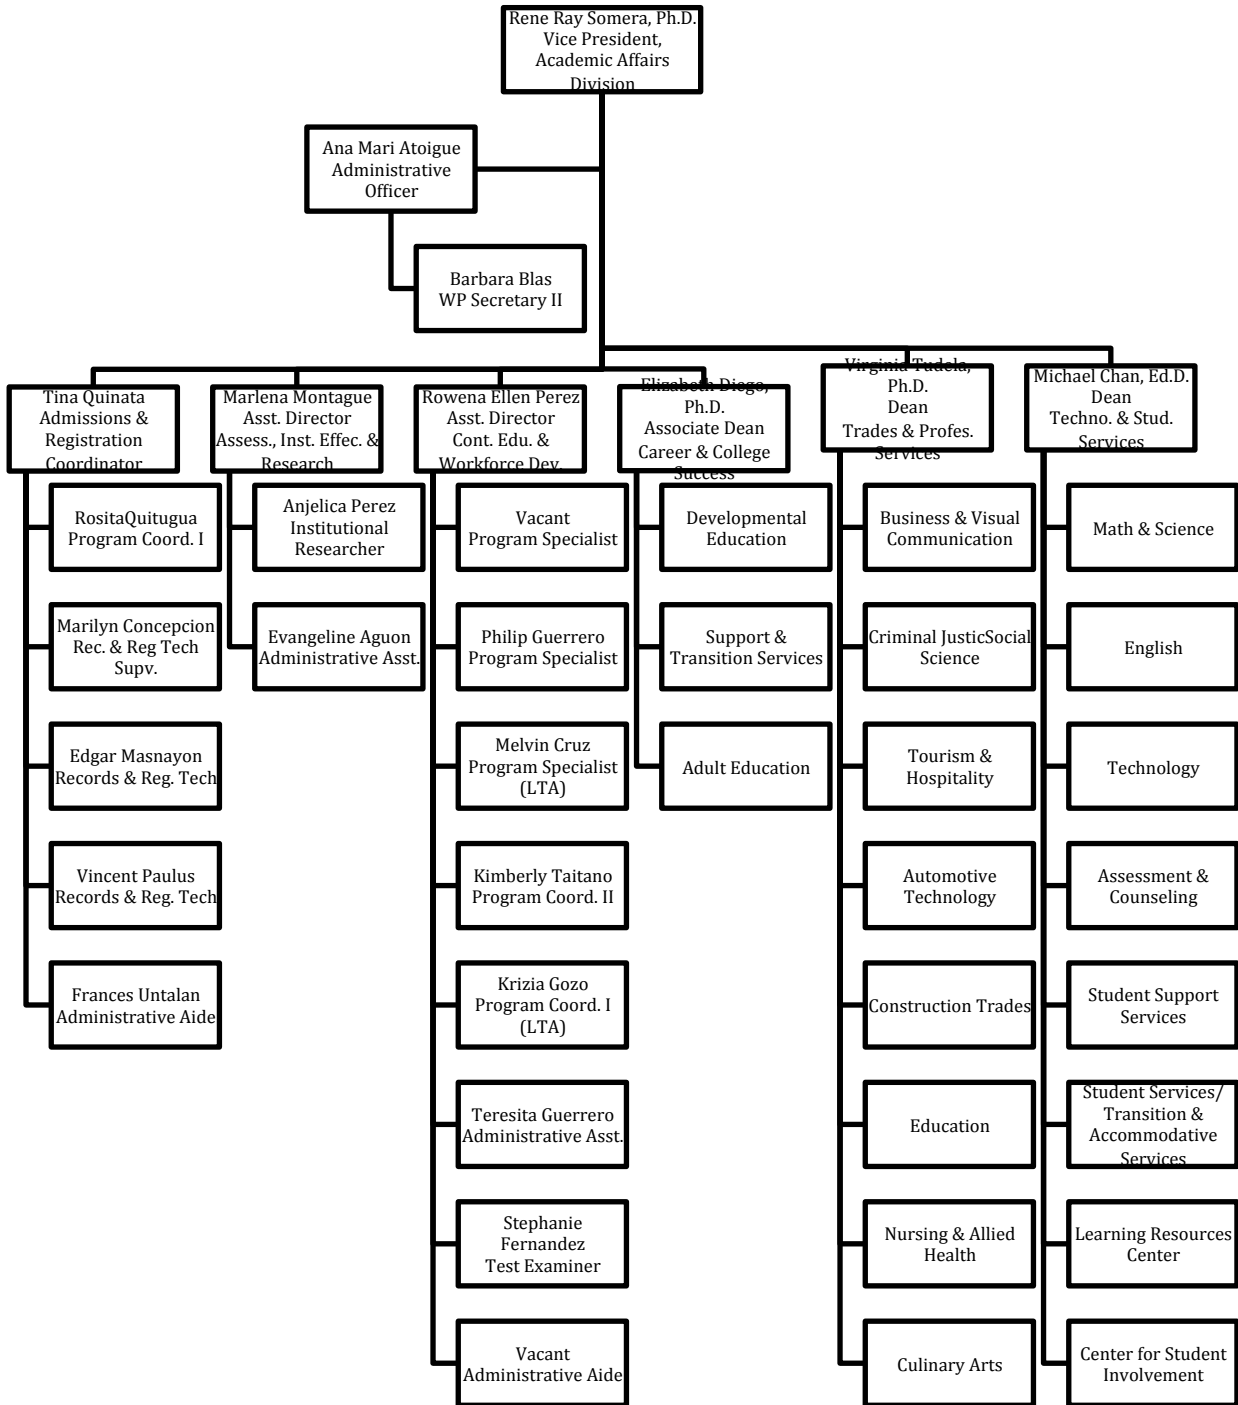 Rene Ray Somera, Ph.D.
Vice President,
Academic Affairs
Division
Ana Mari Atoigue
Administrative
Officer
Barbara Blas
WP Secretary II
Tina Quinata
Admissions &
Registration
Coordinator
Marlena Montague
Asst. Director
Assess., Inst. Effec. &
Research
Rowena Ellen Perez
Asst. Director
Cont. Edu. &
Workforce Dev.
Elizabeth Diego,
Ph.D.
Associate Dean
Career & College
Success
Virginia Tudela,
Ph.D.
Dean
Trades & Profes.
Services
Michael Chan, Ed.D.
Dean
Techno. & Stud.
Services
RositaQuitugua
Program Coord. I
Marilyn Concepcion
Rec. & Reg Tech
Supv.
Edgar Masnayon
Records & Reg. Tech
Vincent Paulus
Records & Reg. Tech
Frances Untalan
Administrative Aide
Anjelica Perez
Institutional
Researcher
Evangeline Aguon
Administrative Asst.
Vacant
Program Specialist
Philip Guerrero
Program Specialist
Melvin Cruz
Program Specialist
(LTA)
Kimberly Taitano
Program Coord. II
Krizia Gozo
Program Coord. I
(LTA)
Teresita Guerrero
Administrative Asst.
Stephanie
Fernandez
Test Examiner
Vacant
Administrative Aide
Developmental
Education
Support &
Transition Services
Adult Education
Business & Visual
Communication
Criminal JusticSocial
Science
Tourism &
Hospitality
Automotive
Technology
Construction Trades
Education
Nursing & Allied
Health
Culinary Arts
Math & Science
English
Technology
Assessment &
Counseling
Student Support
Services
Student Services/
Transition &
Accommodative
Services
Learning Resources
Center
Center for Student
Involvement